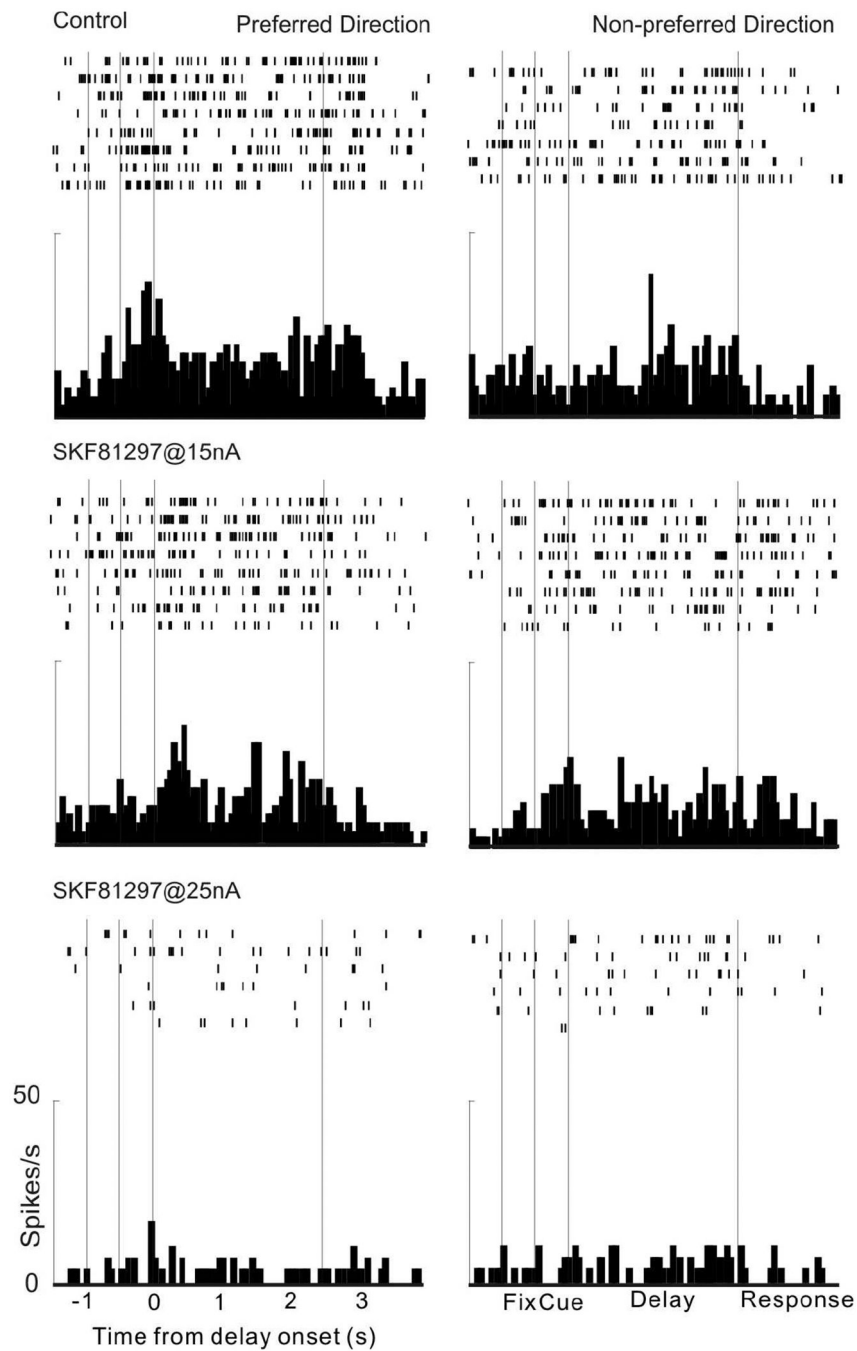 Control
Preferred Direction
Non-preferred Direction
SKF81297@15nA
SKF81297@25nA
50
Spikes/s
0
-1 0 1 2 3
Time from delay onset (s)
Fix Cue Delay Response